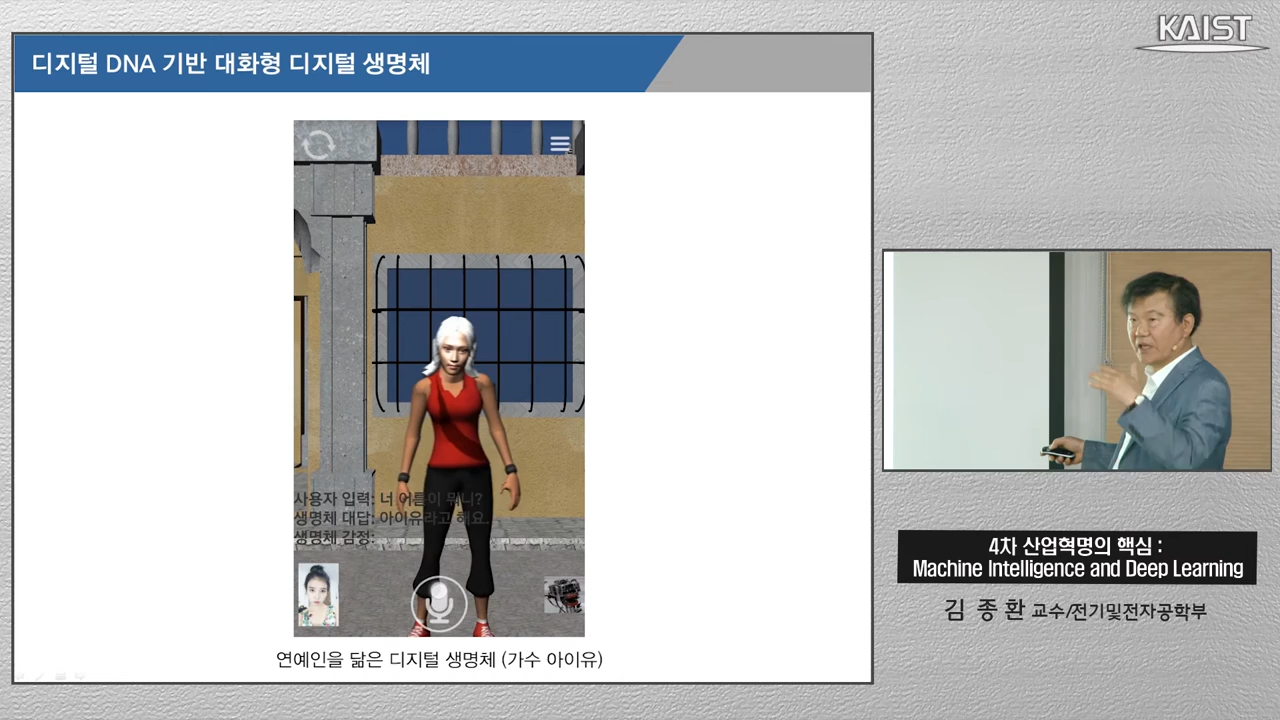 KAIST
디지털 DNA 기반 대화형 디지털 생명체
사용자 입력: 너 이름이 뭐니?
생명체 대답: 아이유라고 해요.
생명체 감정:
연예인을 닮은 디지털 생명체 (가수 아이유)
4차 산업혁명의 핵심 :
Machine Intelligence and Deep Learning
김 종 환 교수/전기및전자공학부